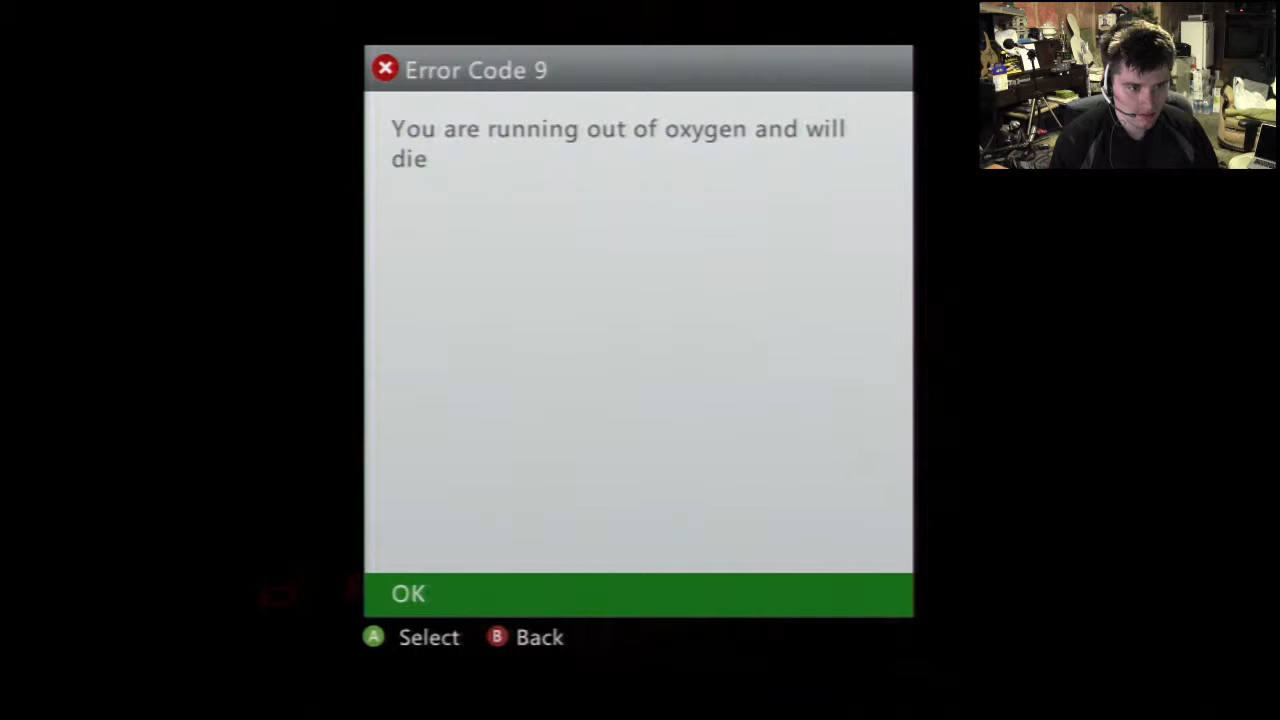 Error Code 9
You are running out of oxygen and will
die
OK
A Select B Back